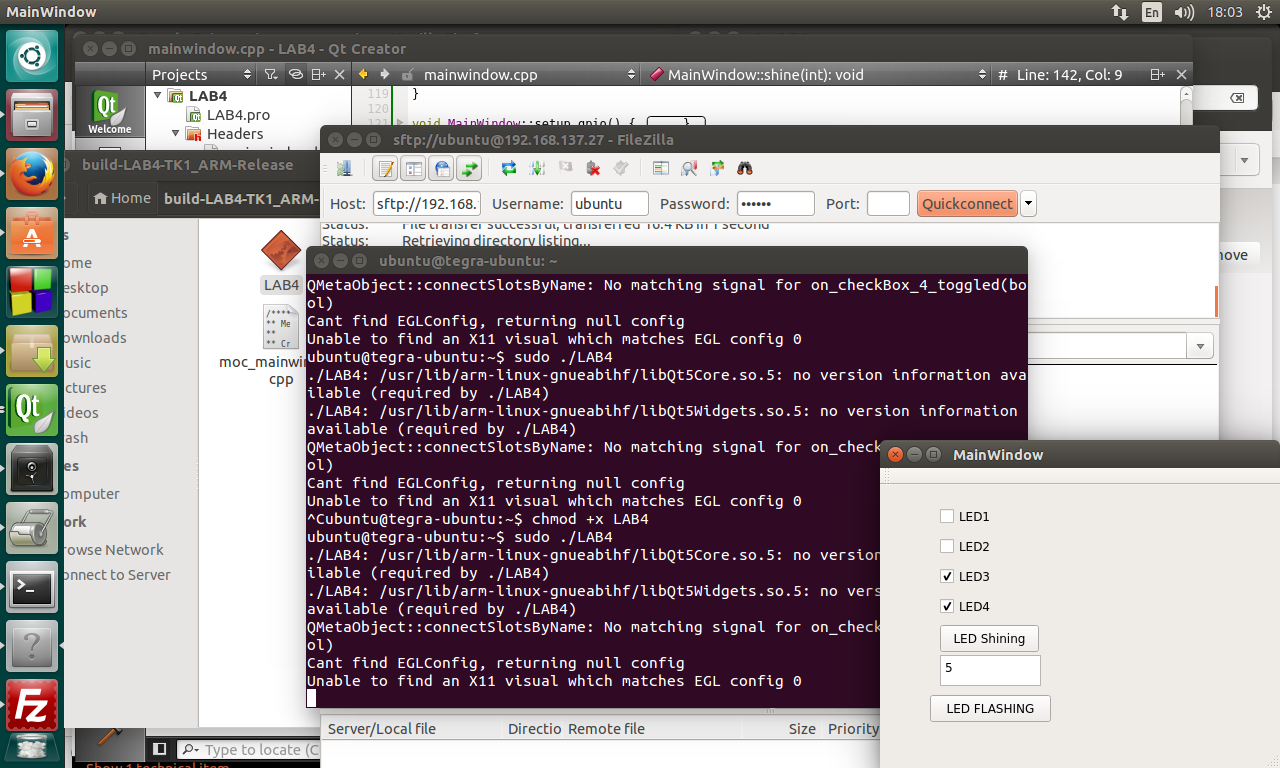 MainWindow
En
18:03
mainwindow.cpp - LAB4 - Qt Creator
Projects
mainwindow.cpp
MainWindow::shine(int): void
# Line: 142, Col: 9
LAB4
LAB4.pro
Headers
Welcome
119 }
120
void MainWindow::setup_gpio() {
build-LAB4-TK1_ARM-Release
Home
build-LAB4-TK1_ARM-
sftp://ubuntu@192.168.137.27 - FileZilla
Host: sftp://192.168. Username: ubuntu Password: •••••• Port: Quickconnect
Status: File transfer successful, transferred 16.4 KB in 1 second
Status: Retrieving directory listing...
ome
esktop
ocuments
ownloads
usic
ctures
deos
ash
omputer
ork
rowse Network
onnect to Server
LAB4
moc_mainwin
cpp
ove
ubuntu@tegra-ubuntu: ~
QMetaObject::connectSlotsByName: No matching signal for on_checkBox_4_toggled(bo
ol)
Cant find EGLConfig, returning null config
Unable to find an X11 visual which matches EGL config 0
ubuntu@tegra-ubuntu:~$ sudo ./LAB4
./LAB4: /usr/lib/arm-linux-gnueabihf/libQt5Core.so.5: no version information ava
ilable (required by ./LAB4)
./LAB4: /usr/lib/arm-linux-gnueabihf/libQt5Widgets.so.5: no version information
available (required by ./LAB4)
QMetaObject::connectSlotsByName: No matching signal for on_check
ol)
Cant find EGLConfig, returning null config
Unable to find an X11 visual which matches EGL config 0
^Cubuntu@tegra-ubuntu:~$ chmod +x LAB4
ubuntu@tegra-ubuntu:~$ sudo ./LAB4
./LAB4: /usr/lib/arm-linux-gnueabihf/libQt5Core.so.5: no version
ilable (required by ./LAB4)
./LAB4: /usr/lib/arm-linux-gnueabihf/libQt5Widgets.so.5: no vers
available (required by ./LAB4)
QMetaObject::connectSlotsByName: No matching signal for on_check
ol)
Cant find EGLConfig, returning null config
Unable to find an X11 visual which matches EGL config 0
MainWindow
LED1
LED2
LED3
LED4
LED Shining
5
LED FLASHING
Server/Local file Directio Remote file Size Priority
Type to locate (C
Show 1 technical item